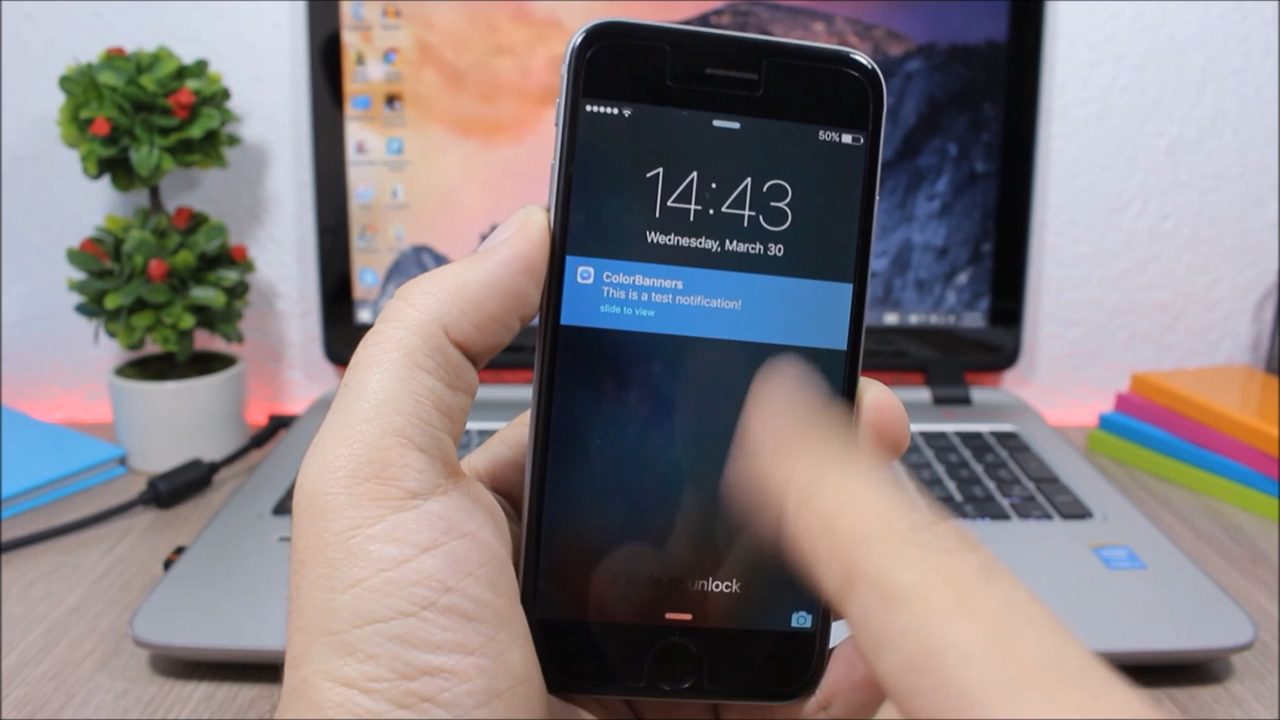 50%
14:43
Wednesday, March 30
ColorBanners
This is a test notification!
slide to view
unlock